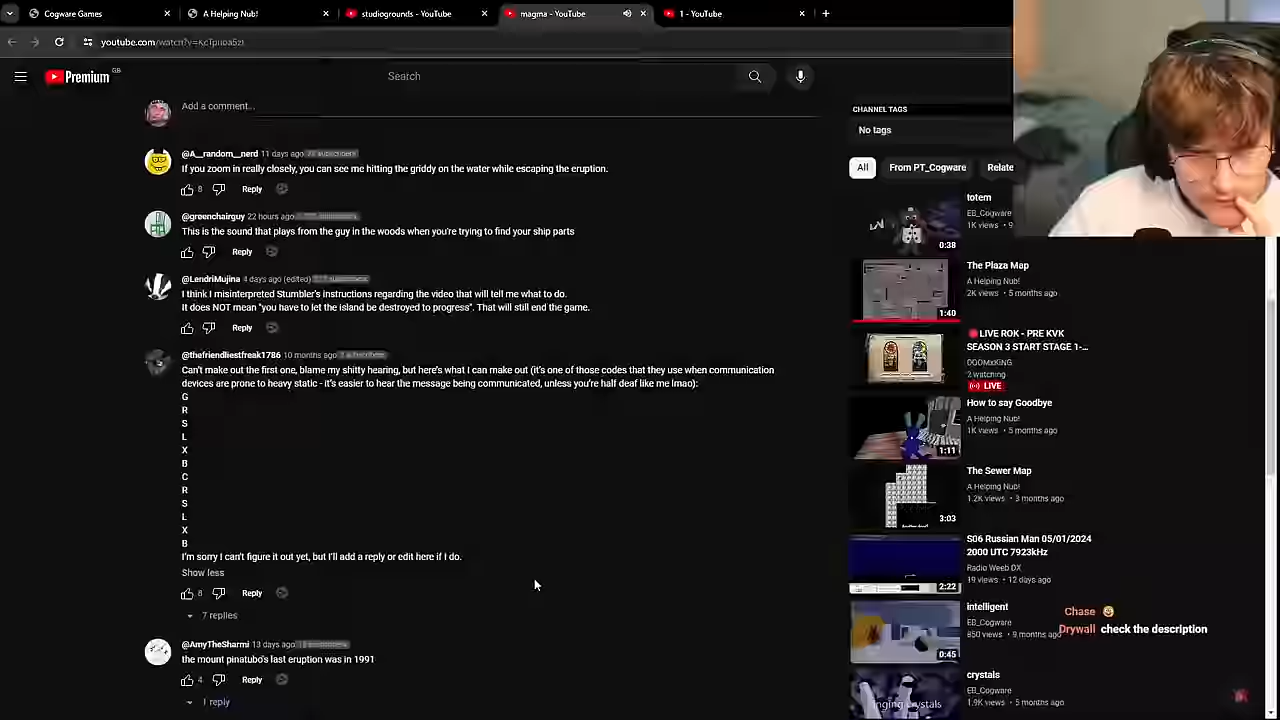 Cogware Games
A Helping Nub!
studiogrounds - YouTube
magma - YouTube
1 - YouTube
Premium GB
Search
Add a comment...
@A__random__nerd 11 days ago
If you zoom in really closely, you can see me hitting the griddy on the water while escaping the eruption.
8 Reply
@greenchairguy 22 hours ago
This is the sound that plays from the guy in the woods when you're trying to find your ship parts
Reply
@LendriMujina 4 days ago (edited)
I think I misinterpreted Stumbler's instructions regarding the video that will tell me what to do.
It does NOT mean "you have to let the island be destroyed to progress". That will still end the game.
Reply
@thefriendliestfreak1786 10 months ago
Can't make out the first one, blame my shitty hearing, but here's what I can make out (it's one of those codes that they use when communication
devices are prone to heavy static - it's easier to hear the message being communicated, unless you're half deaf like me lmao):
G
R
S
L
X
B
C
R
S
L
X
B
I'm sorry I can't figure it out yet, but I'll add a reply or edit here if I do.
Show less
8 Reply
7 replies
@AmyTheSharmi 13 days ago
the mount pinatubo's last eruption was in 1991
4 Reply
1 reply
CHANNEL TAGS
No tags
All From PT_Cogware Relate
totem
EB_Cogware
1K views • 9
0:38
The Plaza Map
A Helping Nub!
2K views • 5 months ago
1:40
LIVE ROK - PRE KVK
SEASON 3 START STAGE 1-...
2 watching
LIVE
How to say Goodbye
A Helping Nub!
1K views • 5 months ago
1:11
The Sewer Map
A Helping Nub!
1.2K views • 3 months ago
3:03
S06 Russian Man 05/01/2024
2000 UTC 7923kHz
Radio Weeb DX
19 views • 12 days ago
2:22
intelligent
EB_Cogware
850 views • 9 months ago
0:45
Chase
Drywall check the description
crystals
EB_Cogware
1.9K views • 5 months ago
inging crystals